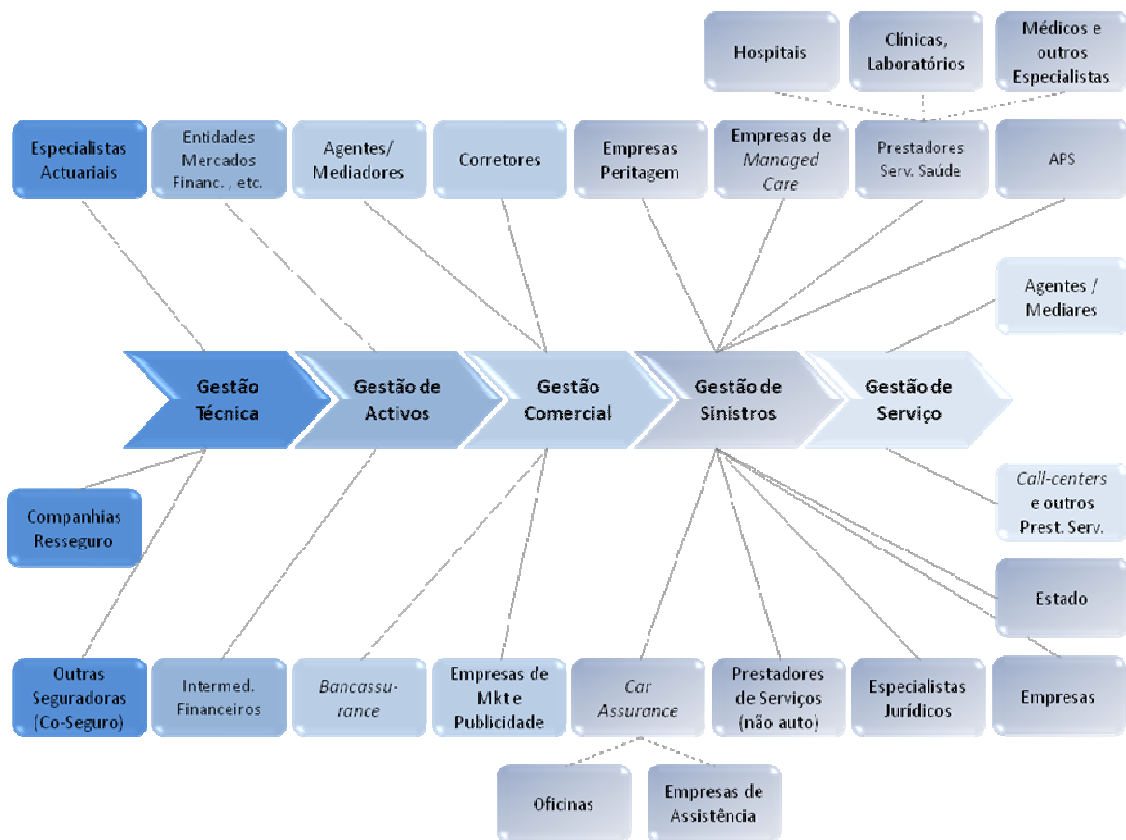 Hospitais
Clínicas,
Laboratórios
Médicos e
outros
Especialistas
Especialistas
Actuariais
Entidades
Mercados
Financ. , etc.
Agentes/
Mediadores
Corretores
Empresas
Peritagem
Empresas de
Managed
Care
Prestadores
Serv. Saúde
APS
Agentes /
Mediares
Gestão
Técnica
Gestão de
Activos
Gestão
Comercial
Gestão de
Sinistros
Gestão de
Serviço
Companhias
Resseguro
Call-centers
e outros
Prest. Serv.
Estado
Outras
Seguradoras
(Co-Seguro)
Intermed.
Financeiros
Bancassu-
rance
Empresas de
Mkt e
Publicidade
Car
Assurance
Prestadores
de Serviços
(não auto)
Especialistas
Jurídicos
Empresas
Oficinas
Empresas de
Assistência